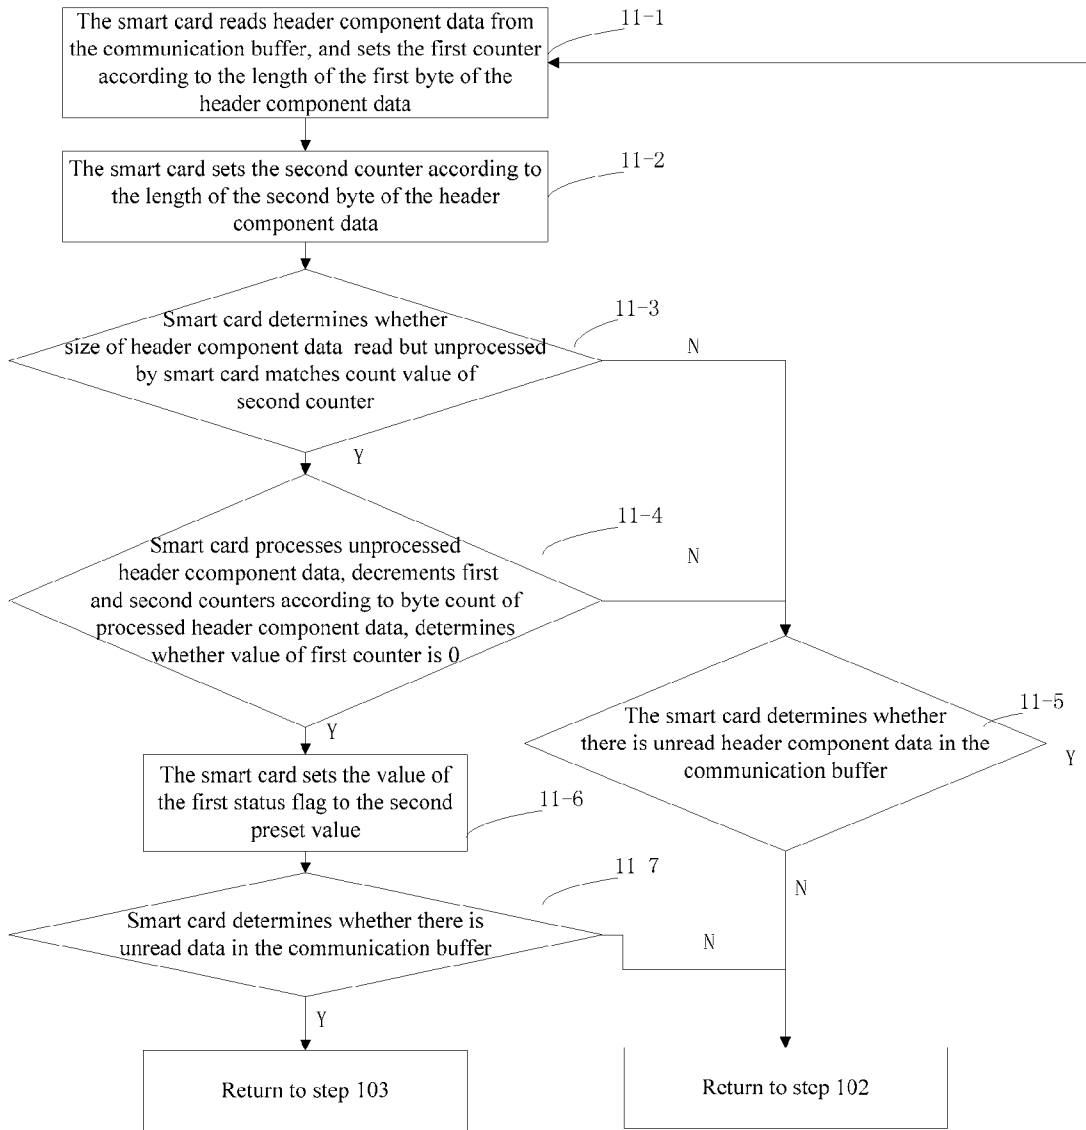 The smart card reads header component data from
the communication buffer, and sets the first counter
according to the length of the first byte of the
header component data
11-1
The smart card sets the second counter according to
the length of the second byte of the header
component data
11-2
Smart card determines whether
size of header component data read but unprocessed
by smart card matches count value of
second counter
11-3
N
Y
Smart card processes unprocessed
header ccomponent data, decrements first
and second counters according to byte count of
processed header component data, determines
whether value of first counter is 0
11-4
N
Y
The smart card determines whether
there is unread header component data in the
communication buffer
11-5
Y
N
The smart card sets the value of
the first status flag to the second
preset value
11-6
Smart card determines whether there is
unread data in the communication buffer
11 7
N
Y
Return to step 103
Return to step 102